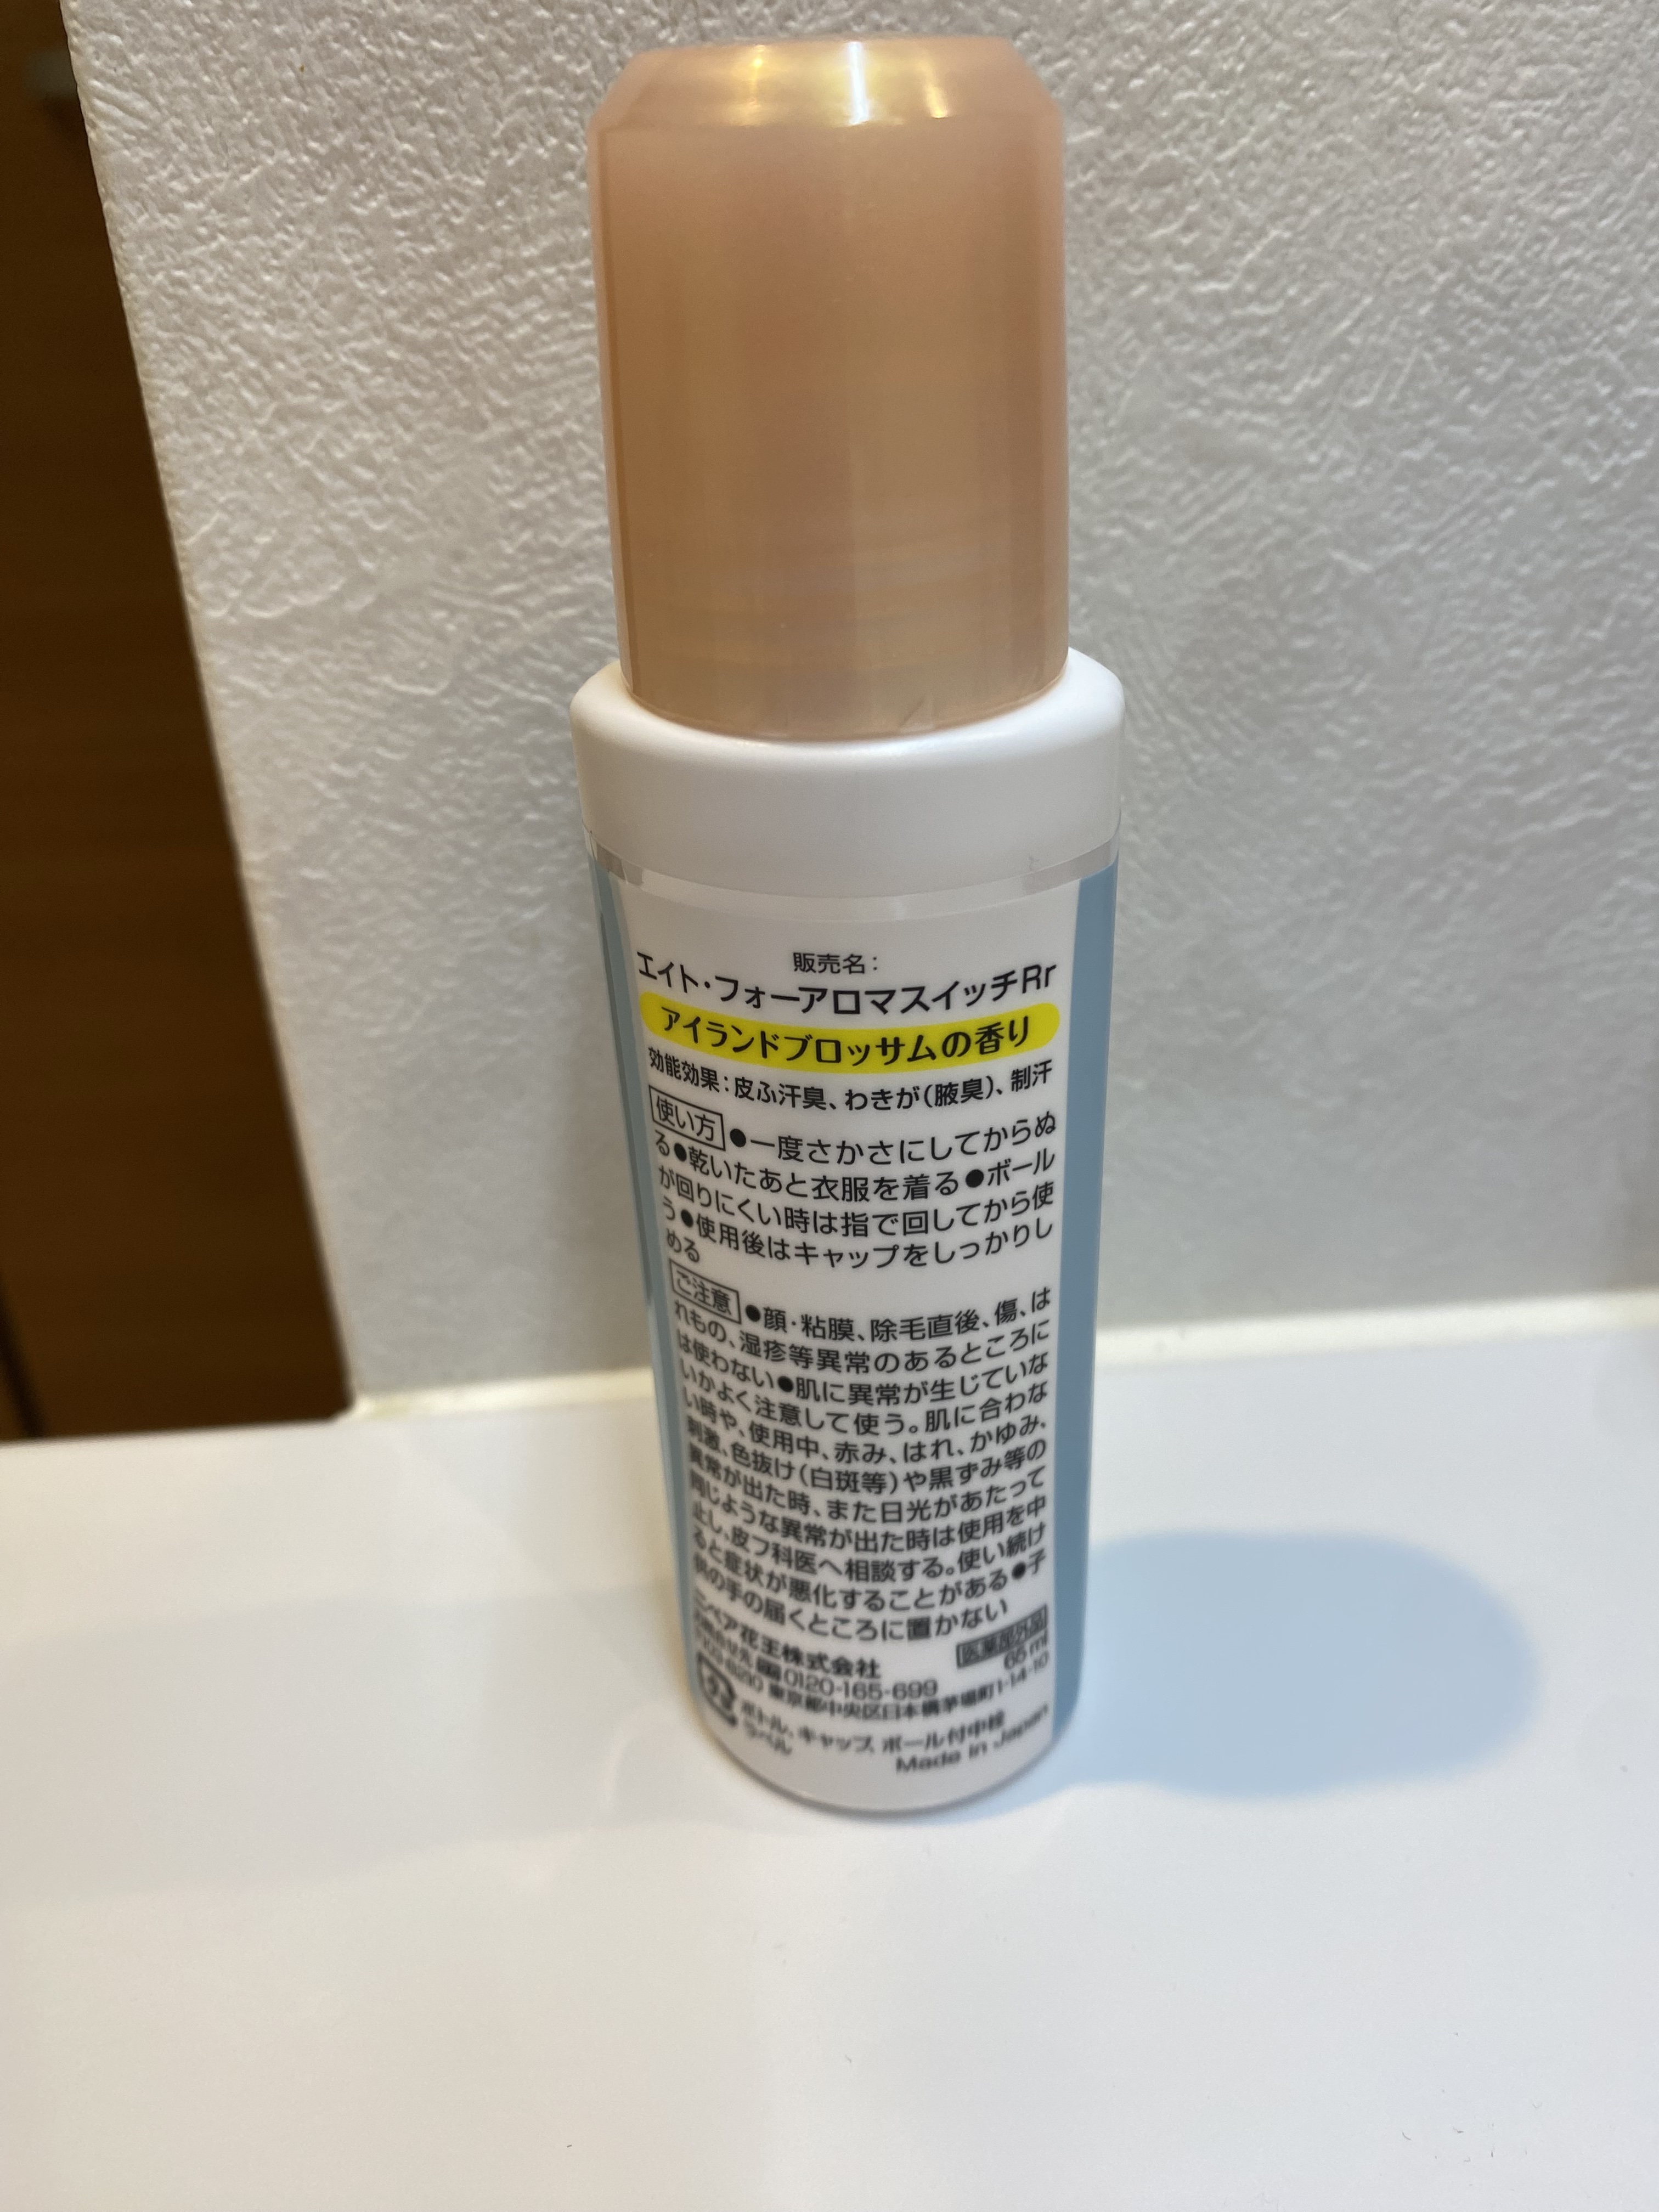 販売名:
エイト・フォーアロマスイッチRr
アイランドブロッサムの香り
効能効果:皮ふ汗臭、わきが(腋臭)、制汗
使い方 ●一度さかさにしてからぬ
る●乾いたあと衣服を着る●ボール
が回りにくい時は指で回してから使
う●使用後はキャップをしっかりし
める
ご注意 ●顔・粘膜、除毛直後、傷、は
れもの、湿疹等異常のあるところに
は使わない●肌に異常が生じていな
いかよく注意して使う。肌に合わな
い時や、使用中、赤み、はれ、かゆみ、
刺激、色抜け(白斑等)や黒ずみ等の
異常が出た時、また日光があたって
同じような異常が出た時は使用を中
止し、皮フ科医へ相談する。使い続け
ると症状が悪化することがある●子
供の手の届くところに置かない
ニベア花王株式会社 医薬部外品
0120-165-699 65ml
東京都中央区日本橋茅場町1-14-10
ボトル、キャップ、ボール付中栓
ラベル
Made in Japan